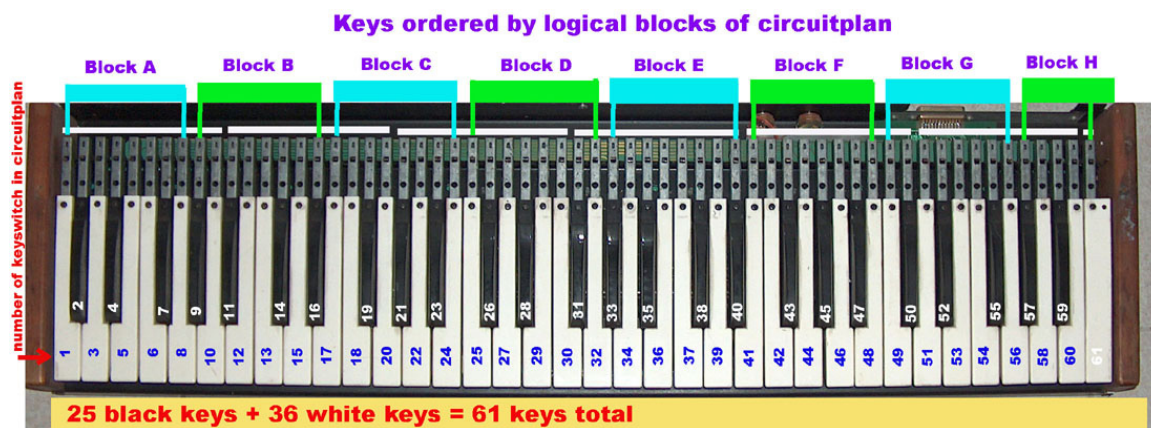 Keys ordered by logical blocks of circuitplan
Block A Block B Block C Block D Block E Block F Block G Block H
number of keyswitch in circuitplan
2 4 7 9 11 14 16 19 21 23 26 28 31 33 35 38 40 43 45 47 50 52 55 57 59 61
1 3 5 6 8 10 12 13 15 17 18 20 22 24 25 27 29 30 32 34 36 37 39 41 42 44 46 48 49 51 53 54 56 58 60
25 black keys + 36 white keys = 61 keys total